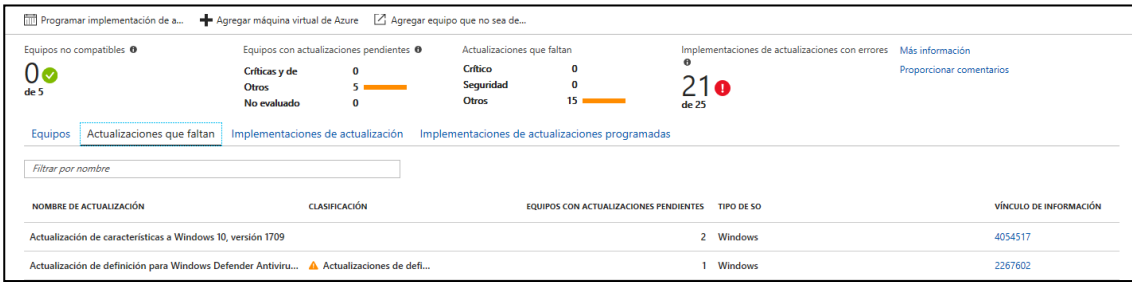 Programar implementación de a... Agregar máquina virtual de Azure Agregar equipo que no sea de...
Equipos no compatibles
0
de 5
Equipos con actualizaciones pendientes
Críticas y de 0
Otros 5
No evaluado 0
Actualizaciones que faltan
Crítico 0
Seguridad 0
Otros 15
Implementaciones de actualizaciones con errores
21
de 25
Más información
Proporcionar comentarios
Equipos Actualizaciones que faltan Implementaciones de actualización Implementaciones de actualizaciones programadas
Filtrar por nombre
NOMBRE DE ACTUALIZACIÓN CLASIFICACIÓN EQUIPOS CON ACTUALIZACIONES PENDIENTES TIPO DE SO VÍNCULO DE INFORMACIÓN
Actualización de características a Windows 10, versión 1709 2 Windows 4054517
Actualización de definición para Windows Defender Antiviru... Actualizaciones de defi... 1 Windows 2267602